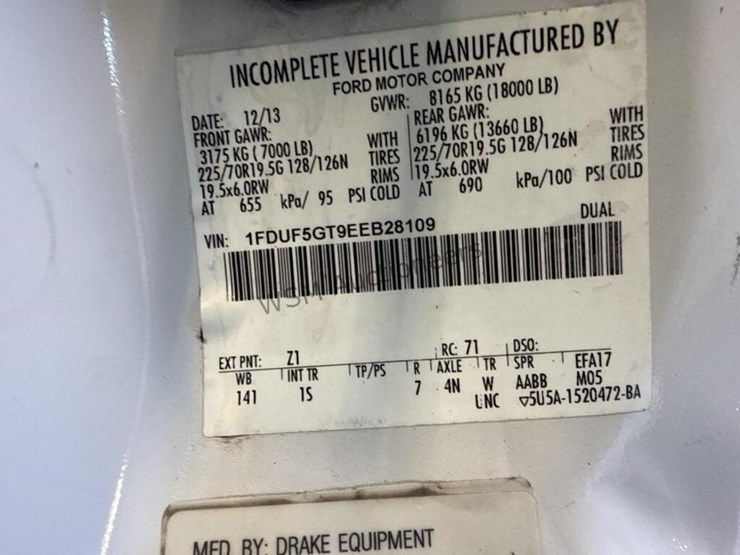 INCOMPLETE VEHICLE MANUFACTURED BY
FORD MOTOR COMPANY
DATE: 12/13 GVWR: 8165 KG (18000 LB)
FRONT GAWR: REAR GAWR:
3175 KG ( 7000 LB) WITH 6196 KG (13660 LB) WITH
225/70R19.5G 128/126N TIRES 225/70R19.5G 128/126N TIRES
19.5x6.0RW RIMS 19.5x6.0RW RIMS
AT 655 kPa/ 95 PSI COLD AT 690 kPa/100 PSI COLD
VIN: 1FDUF5GT9EEB28109 DUAL
WSM Auctioneers
EXT PNT: Z1 RC: 71 DSO:
WB INT TR TP/PS R AXLE TR SPR EFA17
141 1S 7 4N W AABB M05
UNC ▽5U5A-1520472-BA
MFD BY: DRAKE EQUIPMENT